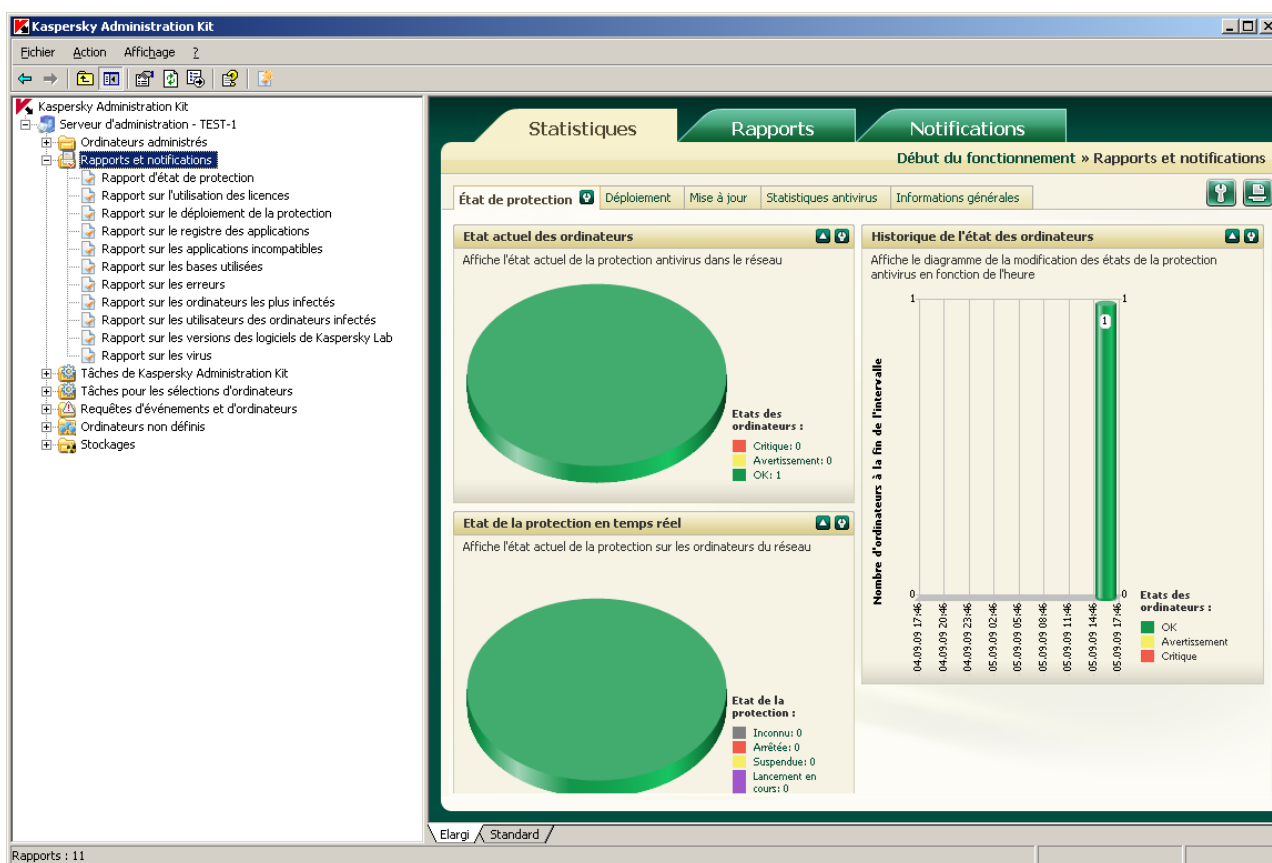 Kaspersky Administration Kit
Fichier Action Affichage ?
Kaspersky Administration Kit
Serveur d'administration - TEST-1
Ordinateurs administrés
Rapports et notifications
Rapport d'état de protection
Rapport sur l'utilisation des licences
Rapport sur le déploiement de la protection
Rapport sur le registre des applications
Rapport sur les applications incompatibles
Rapport sur les bases utilisées
Rapport sur les erreurs
Rapport sur les ordinateurs les plus infectés
Rapport sur les utilisateurs des ordinateurs infectés
Rapport sur les versions des logiciels de Kaspersky Lab
Rapport sur les virus
Tâches de Kaspersky Administration Kit
Tâches pour les sélections d'ordinateurs
Requêtes d'événements et d'ordinateurs
Ordinateurs non définis
Stockages
Statistiques Rapports Notifications
Début du fonctionnement » Rapports et notifications
État de protection Déploiement Mise à jour Statistiques antivirus Informations générales
Etat actuel des ordinateurs
Affiche l'état actuel de la protection antivirus dans le réseau
Etats des
ordinateurs :
Critique: 0
Avertissement: 0
OK: 1
Etat de la protection en temps réel
Affiche l'état actuel de la protection sur les ordinateurs du réseau
Etat de la
protection :
Inconnu: 0
Arrêtée: 0
Suspendue: 0
Lancement en
cours: 0
Historique de l'état des ordinateurs
Affiche le diagramme de la modification des états de la protection
antivirus en fonction de l'heure
1 1
1
Nombre d'ordinateurs à la fin de l'intervalle
0 0
04.09.09 17:46
04.09.09 20:46
04.09.09 23:46
05.09.09 02:46
05.09.09 05:46
05.09.09 08:46
05.09.09 11:46
05.09.09 14:46
05.09.09 17:46
Etats des
ordinateurs :
OK
Avertissement
Critique
Elargi Standard
Rapports : 11